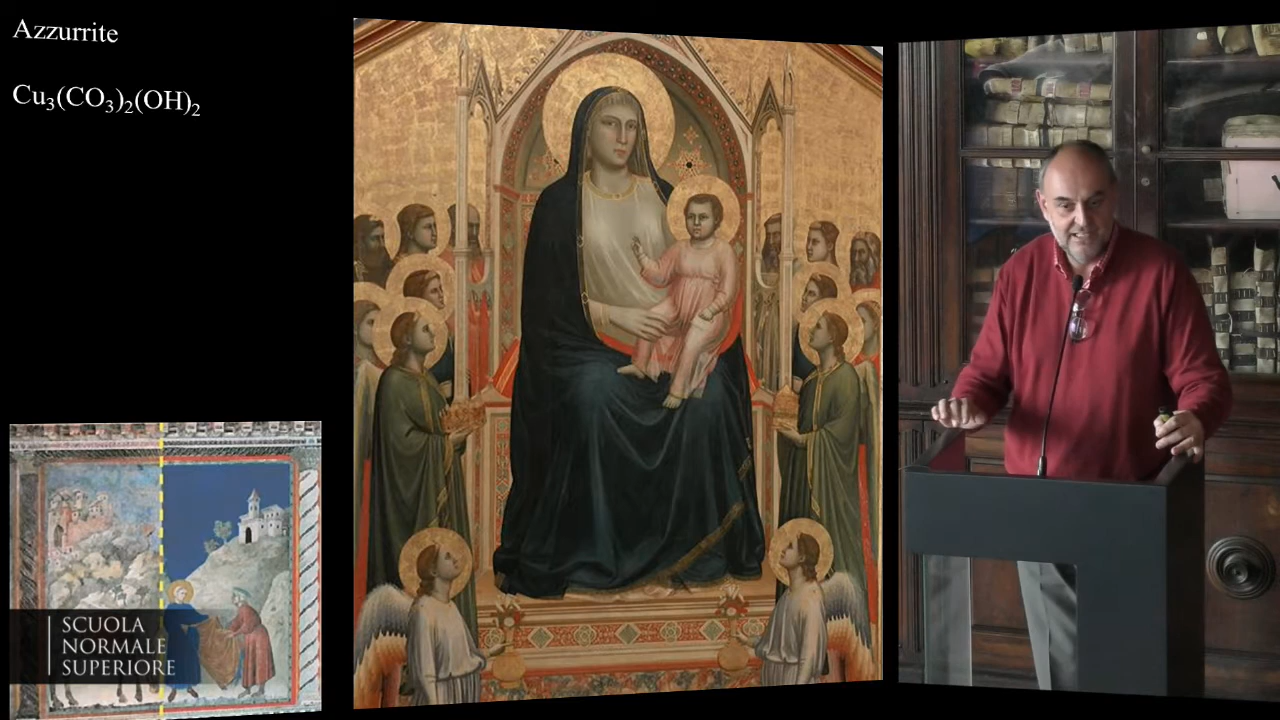 Azzurrite
Cu₃(CO₃)₂(OH)₂
SCUOLA
NORMALE
SUPERIORE